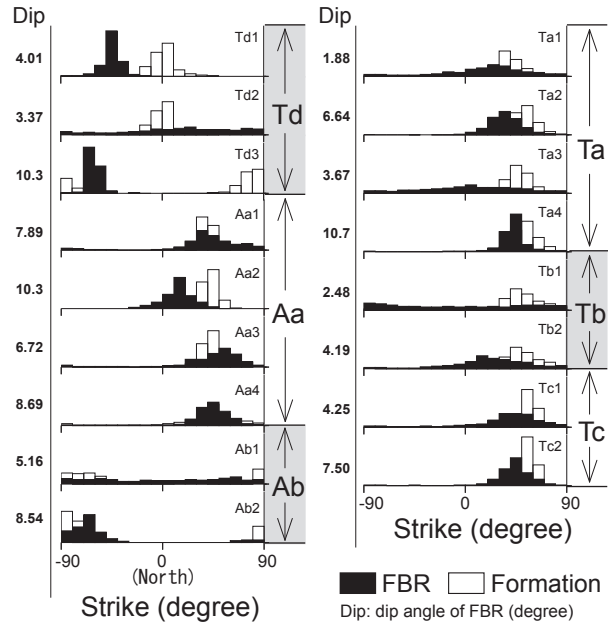 Dip
4.01 Td1
3.37 Td2
10.3 Td3
Td
7.89 Aa1
10.3 Aa2
6.72 Aa3
8.69 Aa4
Aa
5.16 Ab1
8.54 Ab2
Ab
-90 0 90
(North)
Strike (degree)
Dip
1.88 Ta1
6.64 Ta2
3.67 Ta3
10.7 Ta4
Ta
2.48 Tb1
4.19 Tb2
Tb
4.25 Tc1
7.50 Tc2
Tc
-90 0 90
Strike (degree)
FBR Formation
Dip: dip angle of FBR (degree)